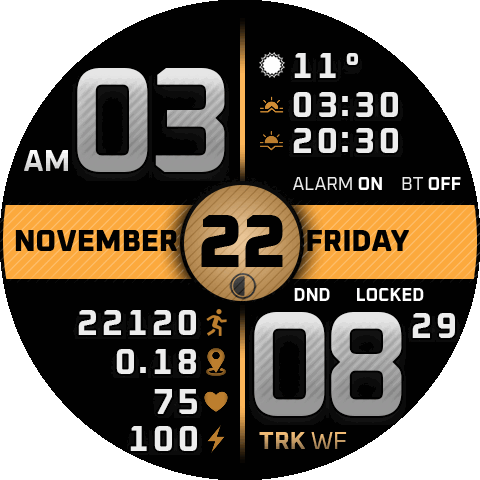 AM 03
11°
03:30
20:30
ALARM ON BT OFF
NOVEMBER 22 FRIDAY
DND LOCKED
22120
0.18
75
100
08 29
TRK WF